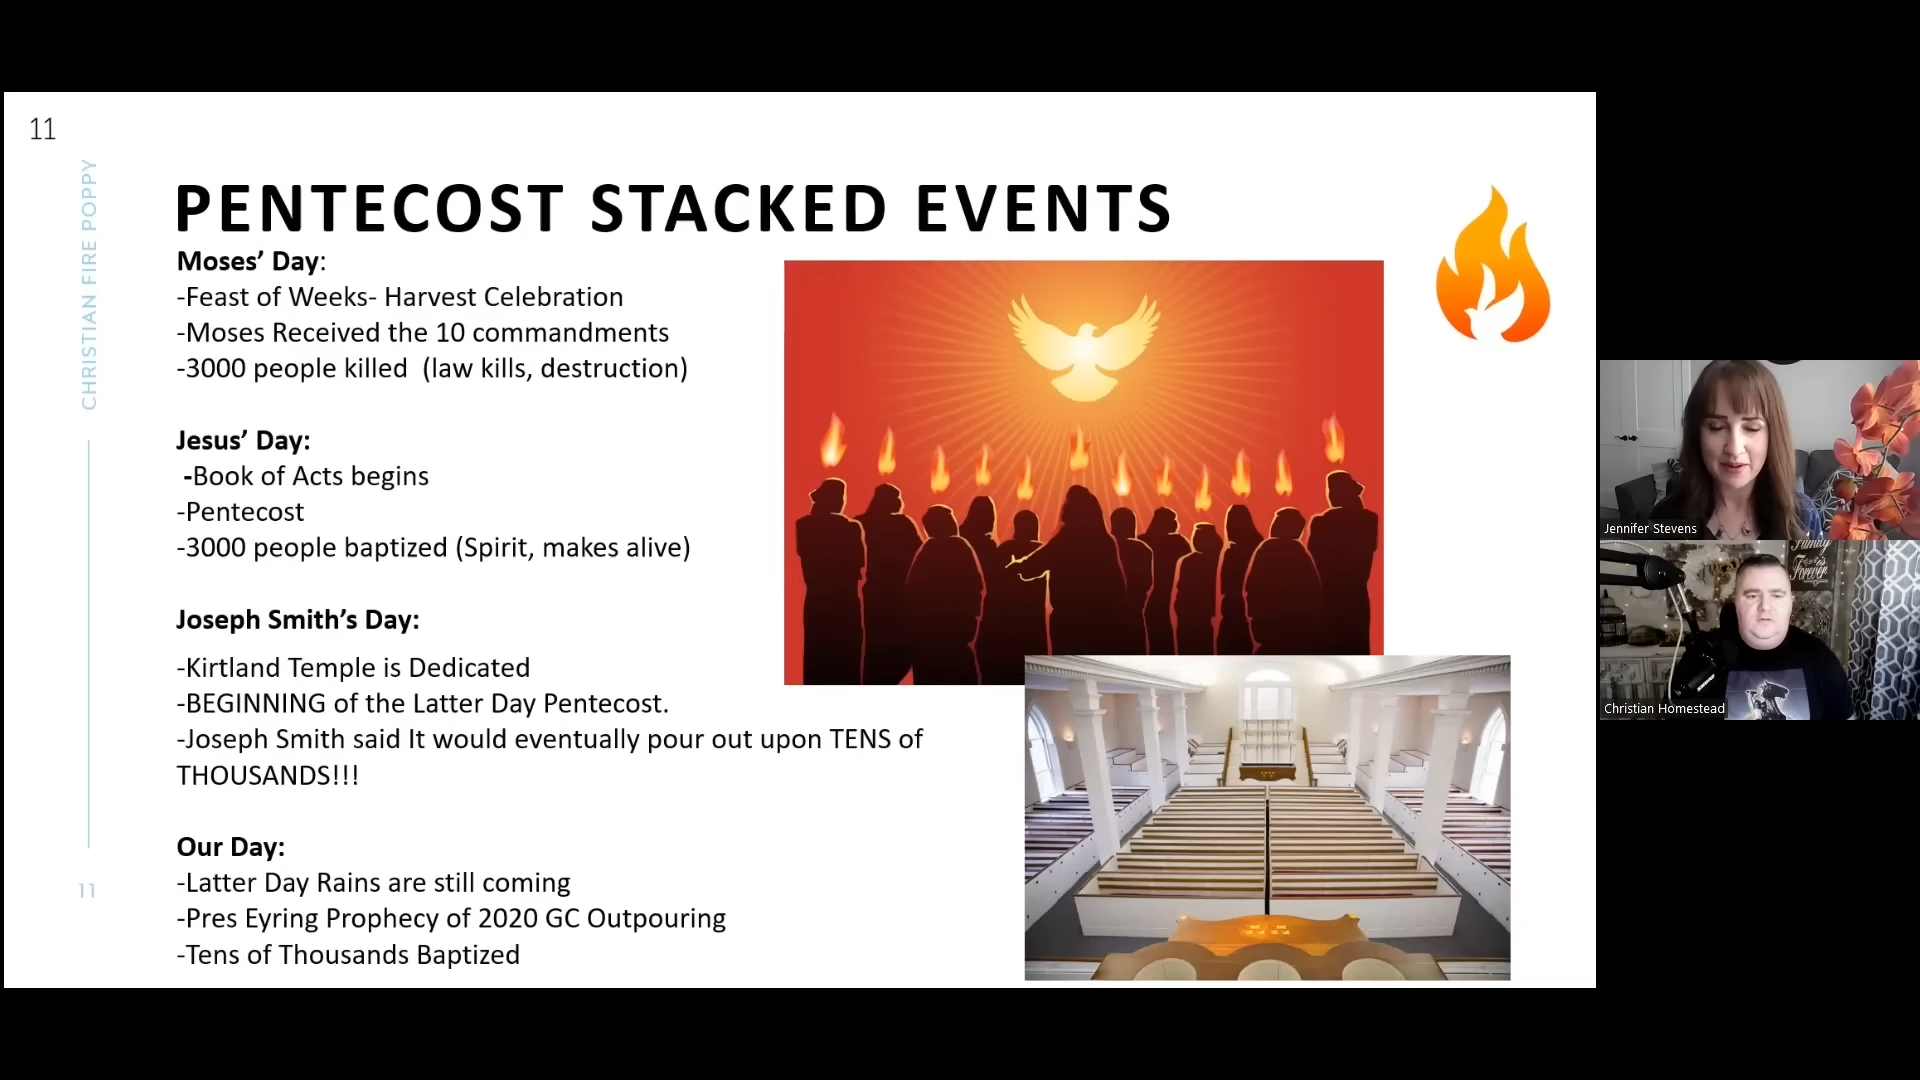 11
CHRISTIAN FIRE POPPY
11
PENTECOST STACKED EVENTS
Moses’ Day:
-Feast of Weeks- Harvest Celebration
-Moses Received the 10 commandments
-3000 people killed  (law kills, destruction)
Jesus’ Day:
-Book of Acts begins
-Pentecost
-3000 people baptized (Spirit, makes alive)
Joseph Smith’s Day:
-Kirtland Temple is Dedicated
-BEGINNING of the Latter Day Pentecost.
-Joseph Smith said It would eventually pour out upon TENS of
THOUSANDS!!!
Our Day:
-Latter Day Rains are still coming
-Pres Eyring Prophecy of 2020 GC Outpouring
-Tens of Thousands Baptized
Jennifer Stevens
Family
Forever
Christian Homestead